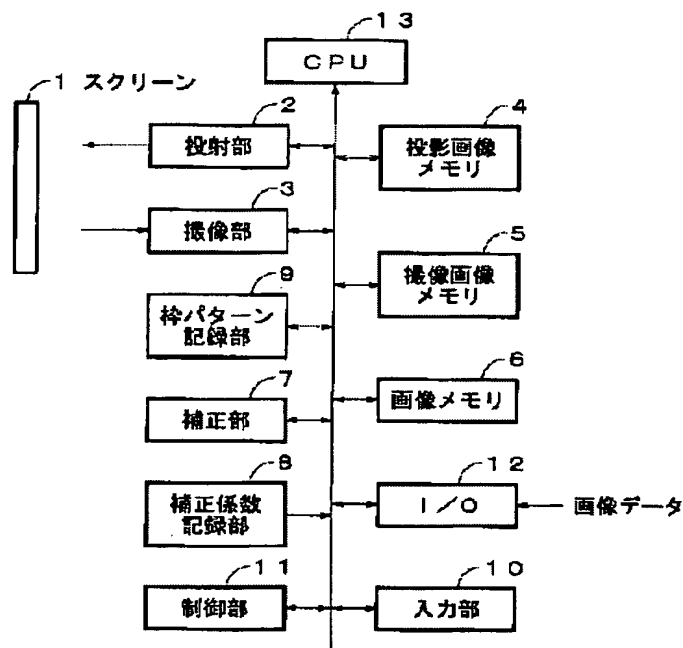 13
CPU
1 スクリーン
2
投射部
4
投影画像
メモリ
3
撮像部
5
撮像画像
メモリ
9
枠パターン
記録部
6
画像メモリ
7
補正部
12
I/O
画像データ
8
補正係数
記録部
11
制御部
10
入力部